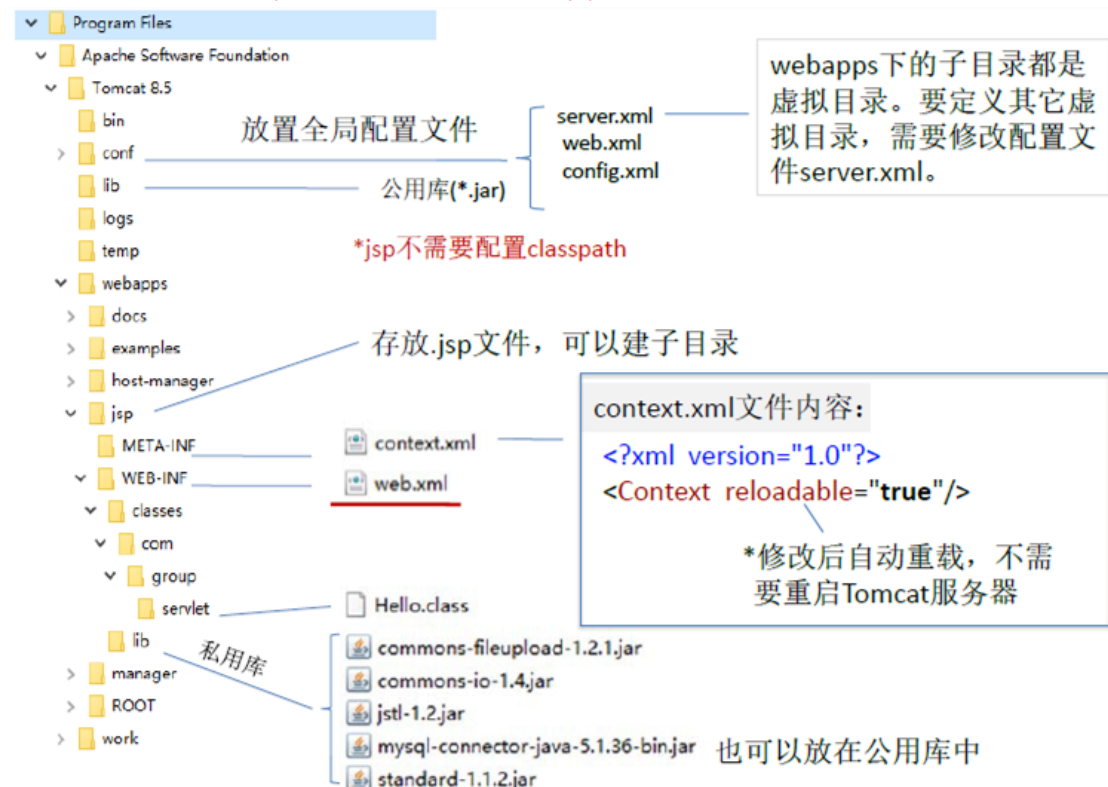 Program Files
Apache Software Foundation
Tomcat 8.5
bin
conf
lib
logs
temp
webapps
docs
examples
host-manager
jsp
META-INF
WEB-INF
classes
com
group
servlet
lib
manager
ROOT
work
放置全局配置文件
公用库(*.jar)
server.xml
web.xml
config.xml
webapps下的子目录都是
虚拟目录。要定义其它虚
拟目录，需要修改配置文
件server.xml。
*jsp不需要配置classpath
存放.jsp文件，可以建子目录
context.xml
web.xml
context.xml文件内容：
<?xml version="1.0"?>
<Context reloadable="true"/>
*修改后自动重载，不需
要重启Tomcat服务器
Hello.class
私用库
commons-fileupload-1.2.1.jar
commons-io-1.4.jar
jstl-1.2.jar
mysql-connector-java-5.1.36-bin.jar
也可以放在公用库中
standard-1.1.2.jar